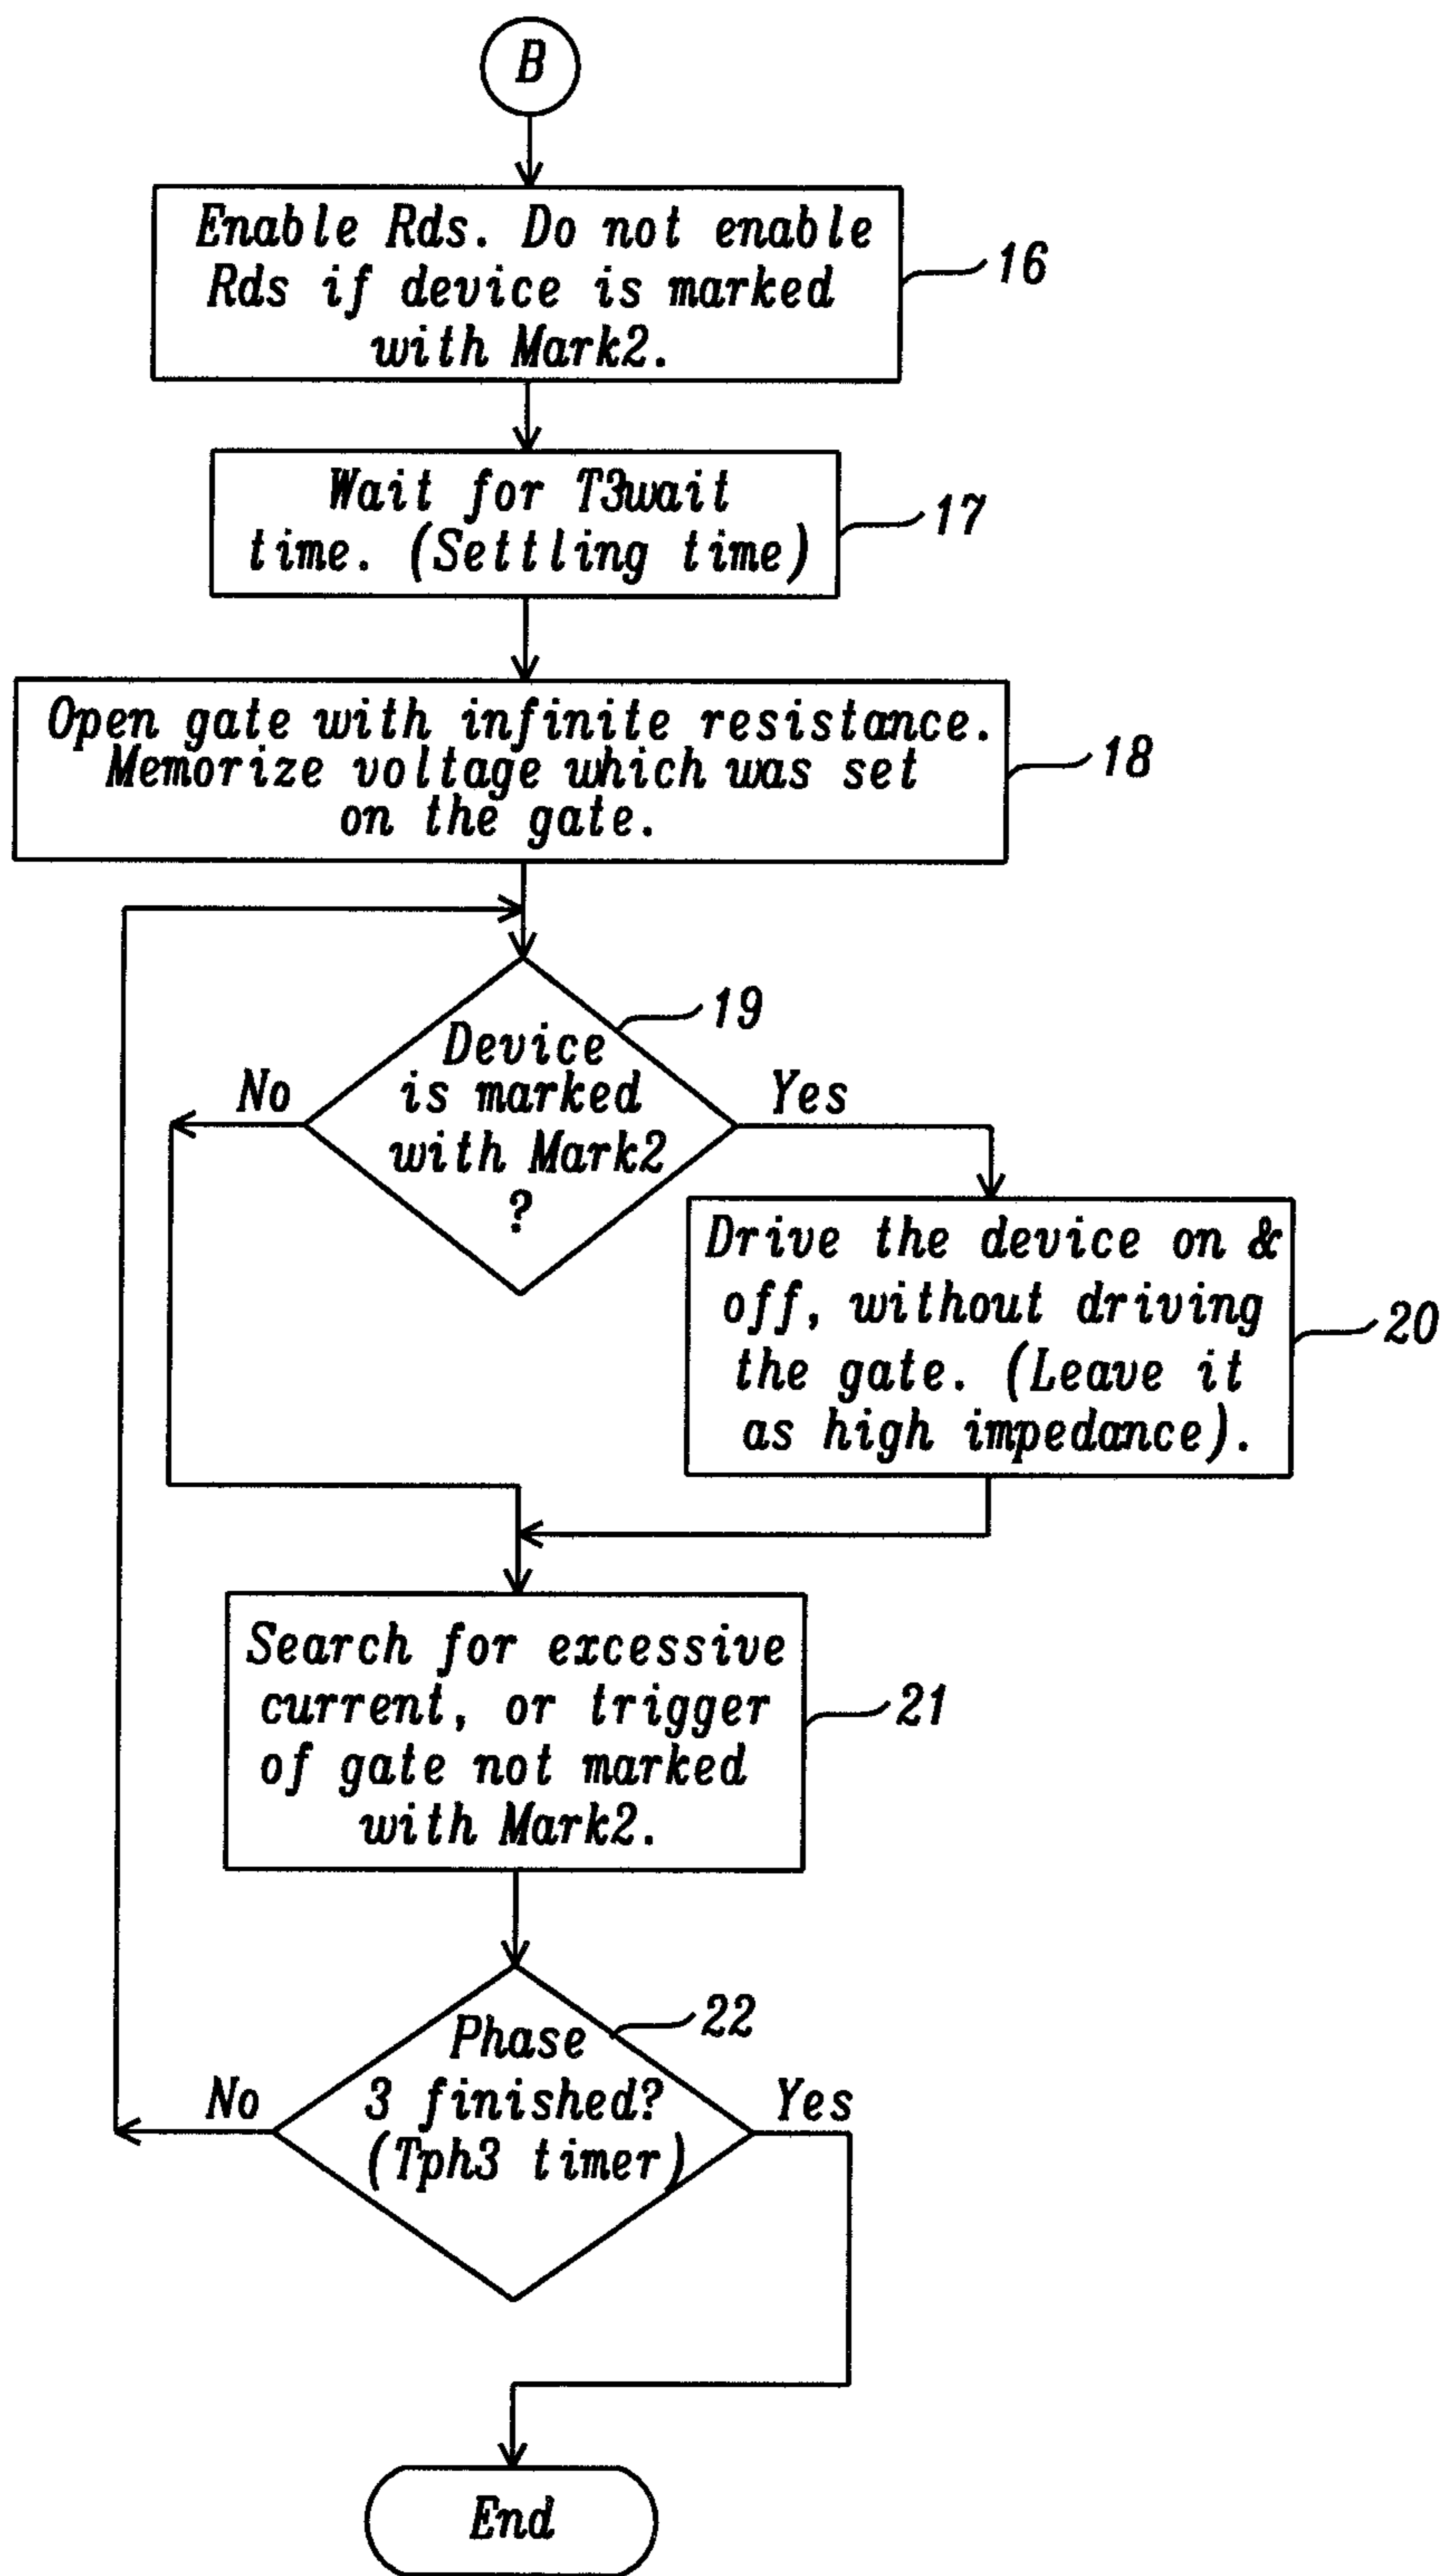 B
Enable Rds. Do not enable
Rds if device is marked
with Mark2.
16
Wait for T3wait
time. (Settling time)
17
Open gate with infinite resistance.
Memorize voltage which was set
on the gate.
18
19
Device
is marked
with Mark2
?
No
Yes
Drive the device on &
off, without driving
the gate. (Leave it
as high impedance).
20
Search for excessive
current, or trigger
of gate not marked
with Mark2.
21
22
Phase
3 finished?
(Tph3 timer)
No
Yes
End